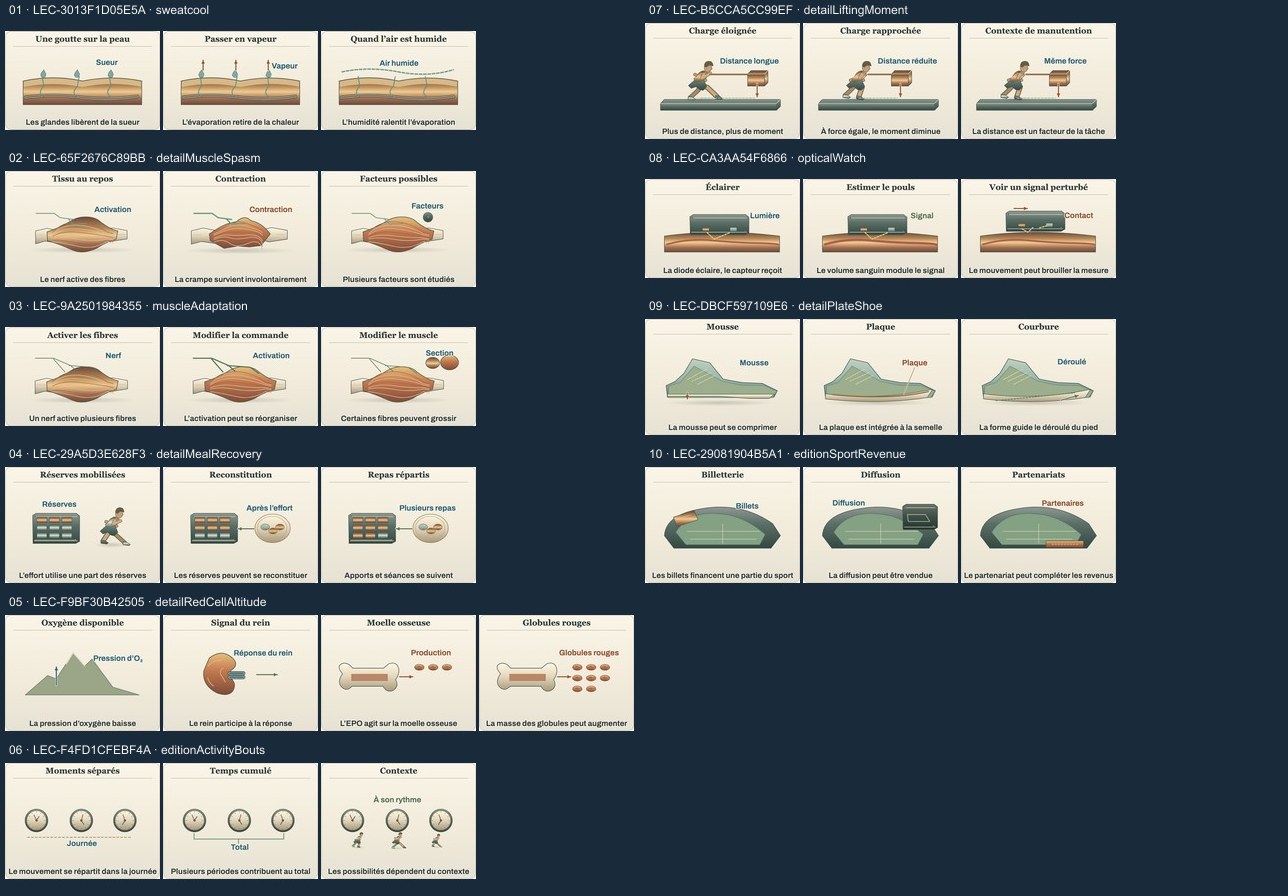 01 · LEC-3013F1D05E5A · sweatcool
Une goutte sur la peau
Sueur
Les glandes libèrent de la sueur
Passer en vapeur
Vapeur
L'évaporation retire de la chaleur
Quand l'air est humide
Air humide
L'humidité ralentit l'évaporation
02 · LEC-65F2676C89BB · detailMuscleSpasm
Tissu au repos
Activation
Le nerf active des fibres
Contraction
Contraction
La crampe survient involontairement
Facteurs possibles
Facteurs
Plusieurs facteurs sont étudiés
03 · LEC-9A2501984355 · muscleAdaptation
Activer les fibres
Nerf
Un nerf active plusieurs fibres
Modifier la commande
Activation
L'activation peut se réorganiser
Modifier le muscle
Section
Certaines fibres peuvent grossir
04 · LEC-29A5D3E628F3 · detailMealRecovery
Réserves mobilisées
Réserves
L'effort utilise une part des réserves
Reconstitution
Après l'effort
Les réserves peuvent se reconstituer
Repas répartis
Plusieurs repas
Apports et séances se suivent
05 · LEC-F9BF30B42505 · detailRedCellAltitude
Oxygène disponible
Pression d'O₂
La pression d'oxygène baisse
Signal du rein
Réponse du rein
Le rein participe à la réponse
Moelle osseuse
Production
L'EPO agit sur la moelle osseuse
Globules rouges
Globules rouges
La masse des globules peut augmenter
06 · LEC-F4FD1CFEBF4A · editionActivityBouts
Moments séparés
Journée
Le mouvement se répartit dans la journée
Temps cumulé
Total
Plusieurs périodes contribuent au total
Contexte
À son rythme
Les possibilités dépendent du contexte
07 · LEC-B5CCA5CC99EF · detailLiftingMoment
Charge éloignée
Distance longue
Plus de distance, plus de moment
Charge rapprochée
Distance réduite
À force égale, le moment diminue
Contexte de manutention
Même force
La distance est un facteur de la tâche
08 · LEC-CA3AA54F6866 · opticalWatch
Éclairer
Lumière
La diode éclaire, le capteur reçoit
Estimer le pouls
Signal
Le volume sanguin module le signal
Voir un signal perturbé
Contact
Le mouvement peut brouiller la mesure
09 · LEC-DBCF597109E6 · detailPlateShoe
Mousse
Mousse
La mousse peut se comprimer
Plaque
Plaque
La plaque est intégrée à la semelle
Courbure
Déroulé
La forme guide le déroulé du pied
10 · LEC-29081904B5A1 · editionSportRevenue
Billetterie
Billets
Les billets financent une partie du sport
Diffusion
Diffusion
La diffusion peut être vendue
Partenariats
Partenaires
Le partenariat peut compléter les revenus